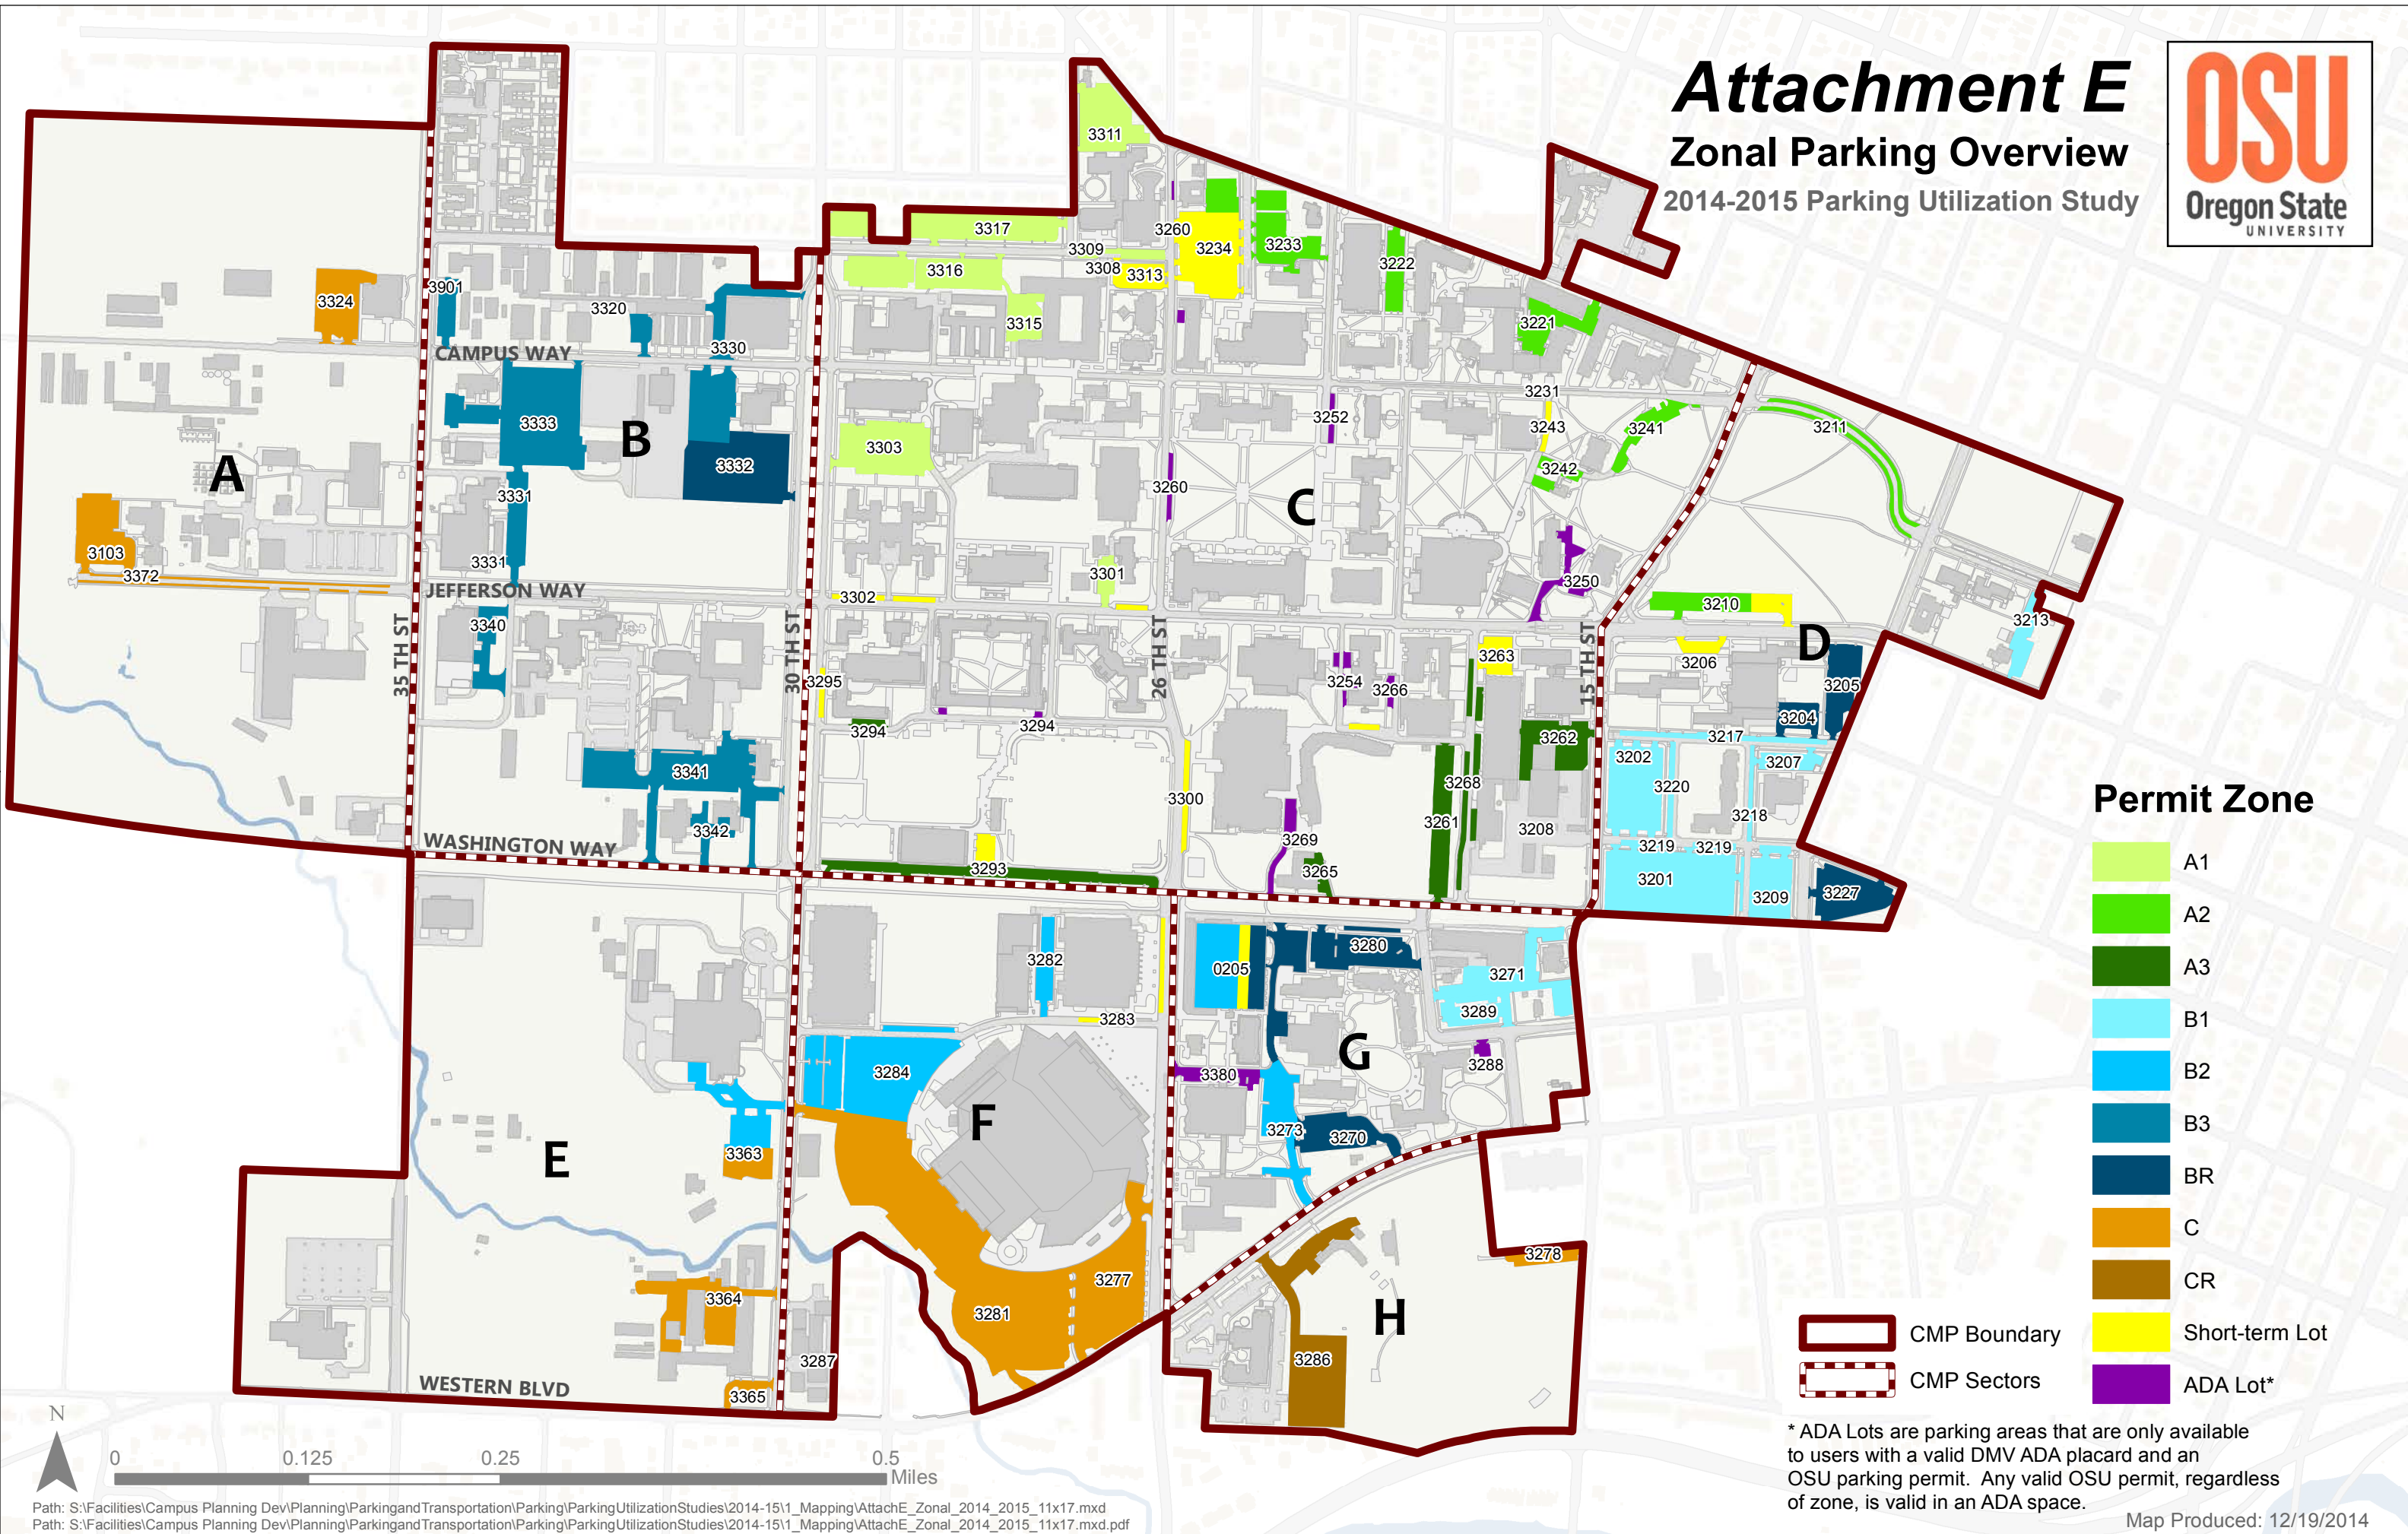 Attachment E
Zonal Parking Overview
2014-2015 Parking Utilization Study
OSU
Oregon State
UNIVERSITY
3311
3317
3309
3260
3234
3233
3222
3316
3308
3313
3315
3221
3324
3901
3320
3330
CAMPUS WAY
3231
3252
3243
3241
3211
3242
3333
B
3332
3303
A
3331
3260
C
3103
3372
3331
JEFFERSON WAY
3302
3301
3250
3210
3213
3340
35 TH ST
30 TH ST
26 TH ST
15 TH ST
D
3206
3205
3204
3295
3294
3294
3254
3266
3263
3262
3217
3202
3207
3220
3218
3341
3342
WASHINGTON WAY
3300
3268
3261
3269
3265
3208
3293
3219
3219
3201
3209
3227
3282
0205
3280
3271
3289
3283
3284
G
3380
3288
F
3273
3270
E
3363
3277
3281
3278
3364
H
3287
3286
3365
WESTERN BLVD
Permit Zone
A1
A2
A3
B1
B2
B3
BR
C
CR
Short-term Lot
ADA Lot*
CMP Boundary
CMP Sectors
* ADA Lots are parking areas that are only available
to users with a valid DMV ADA placard and an
OSU parking permit. Any valid OSU permit, regardless
of zone, is valid in an ADA space.
Map Produced: 12/19/2014
N
0
0.125
0.25
0.5
Miles
Path: S:\Facilities\Campus Planning Dev\Planning\ParkingandTransportation\Parking\ParkingUtilizationStudies\2014-15\1_Mapping\AttachE_Zonal_2014_2015_11x17.mxd
Path: S:\Facilities\Campus Planning Dev\Planning\ParkingandTransportation\Parking\ParkingUtilizationStudies\2014-15\1_Mapping\AttachE_Zonal_2014_2015_11x17.mxd.pdf